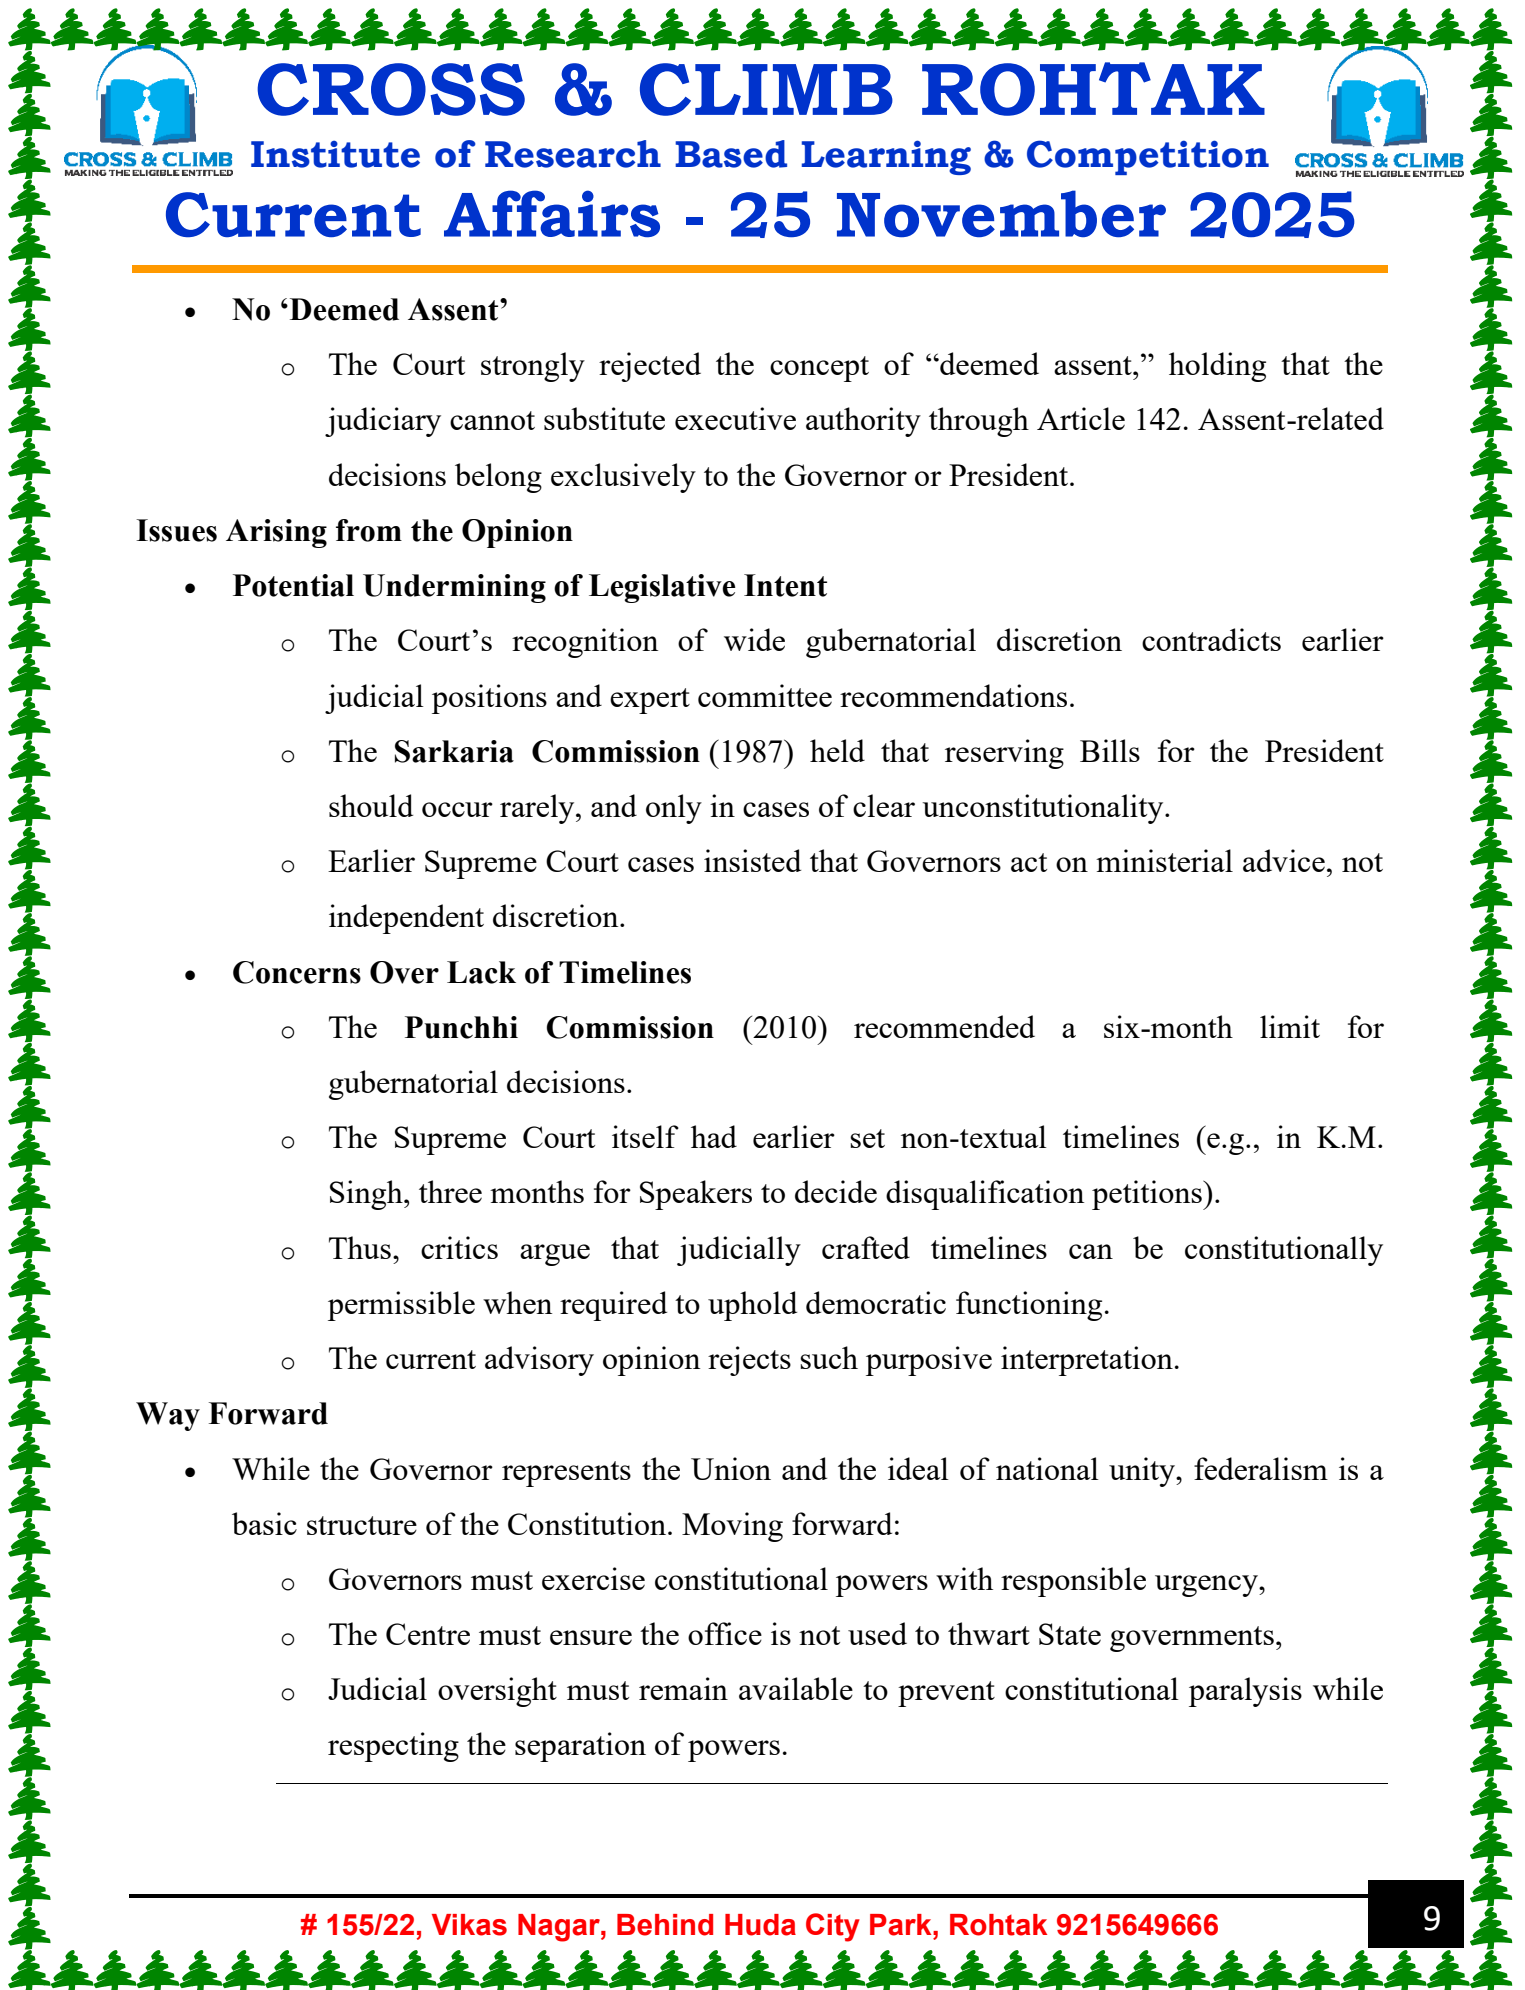 CROSS & CLIMB ROHTAK
CROSS & CLIMB
MAKING THE ELIGIBLE ENTITLED
Institute of Research Based Learning & Competition
CROSS & CLIMB
MAKING THE ELIGIBLE ENTITLED
Current Affairs - 25 November 2025
• No ‘Deemed Assent’
o The Court strongly rejected the concept of “deemed assent,” holding that the
judiciary cannot substitute executive authority through Article 142. Assent-related
decisions belong exclusively to the Governor or President.
Issues Arising from the Opinion
• Potential Undermining of Legislative Intent
o The Court’s recognition of wide gubernatorial discretion contradicts earlier
judicial positions and expert committee recommendations.
o The Sarkaria Commission (1987) held that reserving Bills for the President
should occur rarely, and only in cases of clear unconstitutionality.
o Earlier Supreme Court cases insisted that Governors act on ministerial advice, not
independent discretion.
• Concerns Over Lack of Timelines
o The Punchhi Commission (2010) recommended a six-month limit for
gubernatorial decisions.
o The Supreme Court itself had earlier set non-textual timelines (e.g., in K.M.
Singh, three months for Speakers to decide disqualification petitions).
o Thus, critics argue that judicially crafted timelines can be constitutionally
permissible when required to uphold democratic functioning.
o The current advisory opinion rejects such purposive interpretation.
Way Forward
• While the Governor represents the Union and the ideal of national unity, federalism is a
basic structure of the Constitution. Moving forward:
o Governors must exercise constitutional powers with responsible urgency,
o The Centre must ensure the office is not used to thwart State governments,
o Judicial oversight must remain available to prevent constitutional paralysis while
respecting the separation of powers.
# 155/22, Vikas Nagar, Behind Huda City Park, Rohtak 9215649666
9